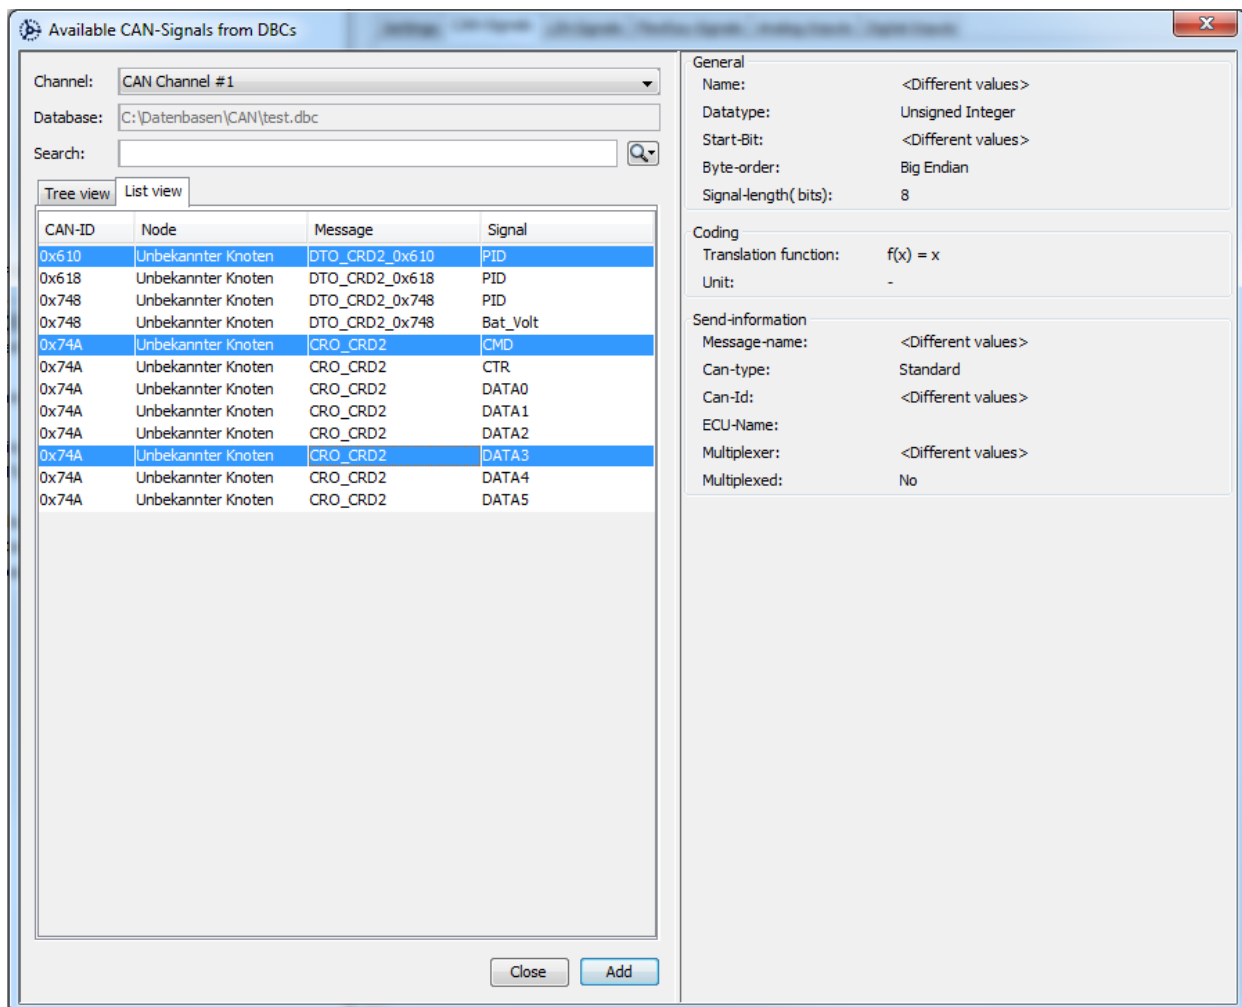 Available CAN-Signals from DBCs
Channel: CAN Channel #1
Database: C:\Datenbasen\CAN\test.dbc
Search:
Tree view List view
CAN-ID Node Message Signal
0x610 Unbekannter Knoten DTO_CRD2_0x610 PID
0x618 Unbekannter Knoten DTO_CRD2_0x618 PID
0x748 Unbekannter Knoten DTO_CRD2_0x748 PID
0x748 Unbekannter Knoten DTO_CRD2_0x748 Bat_Volt
0x74A Unbekannter Knoten CRO_CRD2 CMD
0x74A Unbekannter Knoten CRO_CRD2 CTR
0x74A Unbekannter Knoten CRO_CRD2 DATA0
0x74A Unbekannter Knoten CRO_CRD2 DATA1
0x74A Unbekannter Knoten CRO_CRD2 DATA2
0x74A Unbekannter Knoten CRO_CRD2 DATA3
0x74A Unbekannter Knoten CRO_CRD2 DATA4
0x74A Unbekannter Knoten CRO_CRD2 DATA5
Close Add
General
Name: <Different values>
Datatype: Unsigned Integer
Start-Bit: <Different values>
Byte-order: Big Endian
Signal-length( bits): 8
Coding
Translation function: f(x) = x
Unit: -
Send-information
Message-name: <Different values>
Can-type: Standard
Can-Id: <Different values>
ECU-Name:
Multiplexer: <Different values>
Multiplexed: No